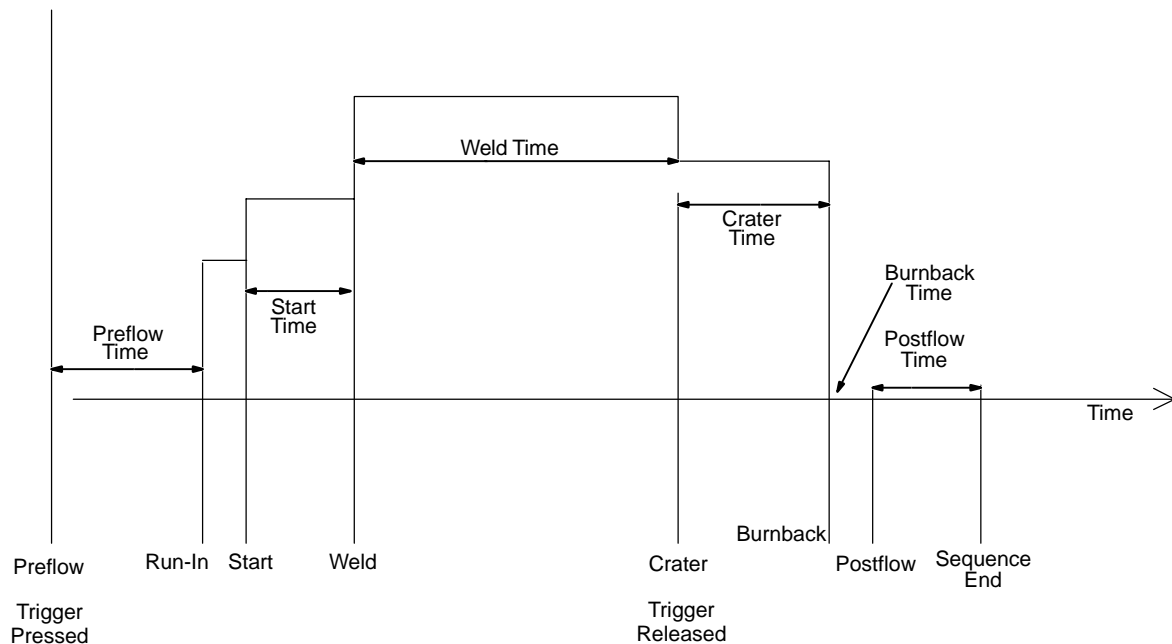 Weld Time
Crater
Time
Burnback
Time
Start
Time
Preflow
Time
Postflow
Time
Time
Burnback
Preflow
Run-In
Start
Weld
Crater
Postflow
Sequence
End
Trigger
Pressed
Trigger
Released